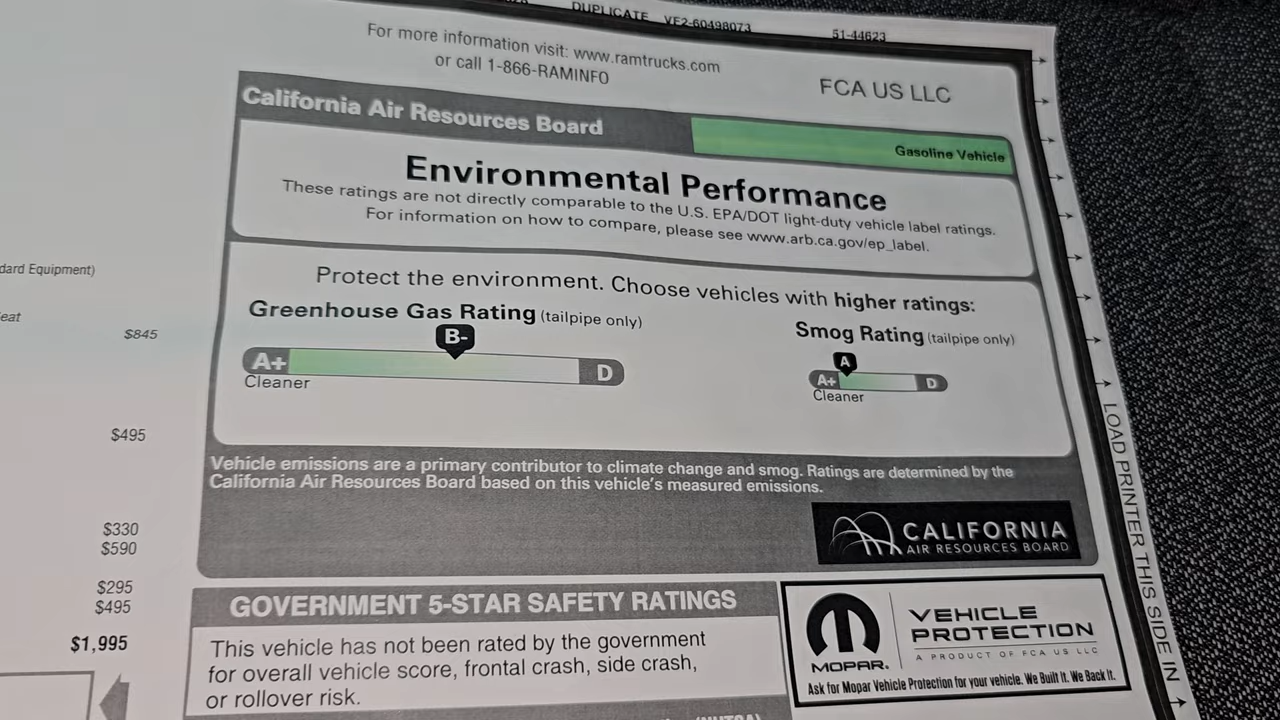 DUPLICATE VE2-60498073 51-44623
For more information visit: www.ramtrucks.com
or call 1-866-RAMINFO
FCA US LLC
California Air Resources Board
Gasoline Vehicle
Environmental Performance
These ratings are not directly comparable to the U.S. EPA/DOT light-duty vehicle label ratings.
For information on how to compare, please see www.arb.ca.gov/ep_label.
Protect the environment. Choose vehicles with higher ratings:
Greenhouse Gas Rating (tailpipe only)
B-
A+ D
Cleaner
Smog Rating (tailpipe only)
A
A+ D
Cleaner
Vehicle emissions are a primary contributor to climate change and smog. Ratings are determined by the
California Air Resources Board based on this vehicle's measured emissions.
CALIFORNIA
AIR RESOURCES BOARD
GOVERNMENT 5-STAR SAFETY RATINGS
This vehicle has not been rated by the government
for overall vehicle score, frontal crash, side crash,
or rollover risk.
MOPAR.
VEHICLE
PROTECTION
A PRODUCT OF FCA US LLC
Ask for Mopar Vehicle Protection for your vehicle. We Built It. We Back It.
LOAD PRINTER THIS SIDE IN
Equipment)
$845
$495
$330
$590
$295
$495
$1,995